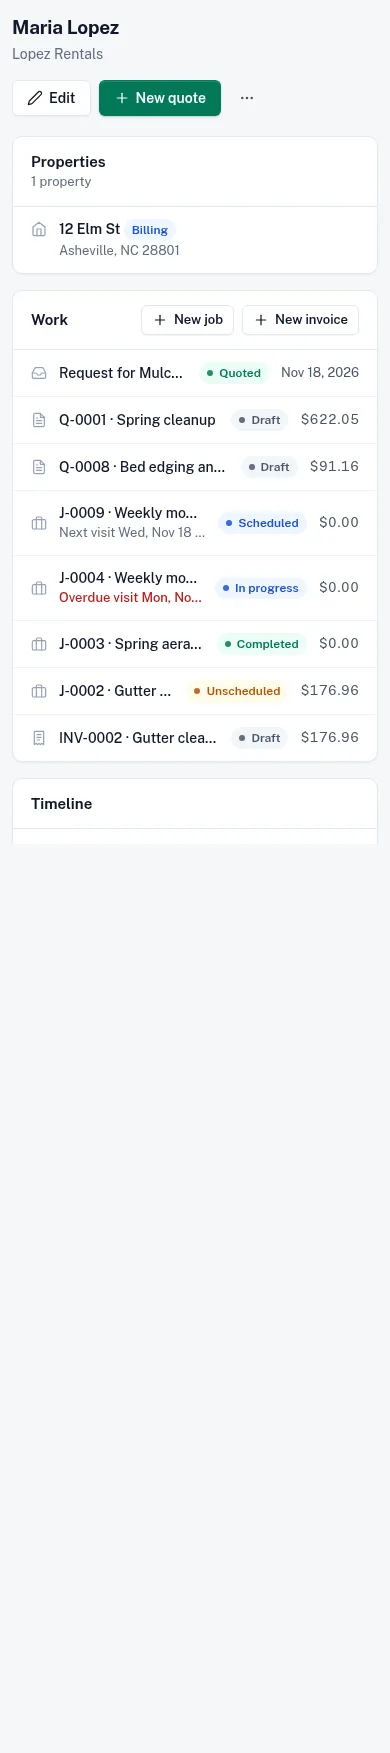 Maria Lopez
Lopez Rentals
Edit
New quote
Properties
1 property
12 Elm St Billing
Asheville, NC 28801
Work
New job
New invoice
Request for Mulc... Quoted Nov 18, 2026
Q-0001 · Spring cleanup Draft $622.05
Q-0008 · Bed edging an... Draft $91.16
J-0009 · Weekly mo... Scheduled $0.00
Next visit Wed, Nov 18 ...
J-0004 · Weekly mo... In progress $0.00
Overdue visit Mon, No...
J-0003 · Spring aera... Completed $0.00
J-0002 · Gutter ... Unscheduled $176.96
INV-0002 · Gutter clea... Draft $176.96
Timeline